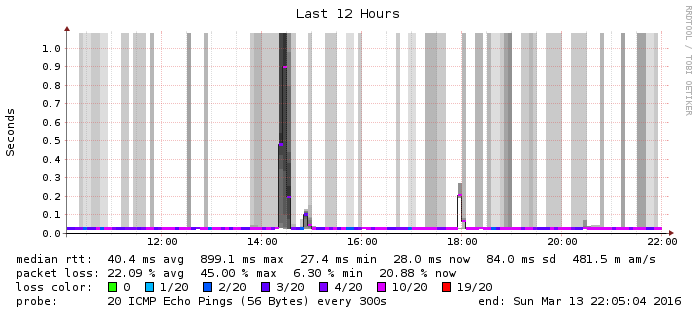 Last 12 Hours
RRDTOOL / TOBI OETIKER
Seconds
1.0
0.9
0.8
0.7
0.6
0.5
0.4
0.3
0.2
0.1
0.0
12:00 14:00 16:00 18:00 20:00 22:00
median rtt: 40.4 ms avg 899.1 ms max 27.4 ms min 28.0 ms now 84.0 ms sd 481.5 m am/s
packet loss: 22.09 % avg 45.00 % max 6.30 % min 20.88 % now
loss color: 0 1/20 2/20 3/20 4/20 10/20 19/20
probe: 20 ICMP Echo Pings (56 Bytes) every 300s end: Sun Mar 13 22:05:04 2016